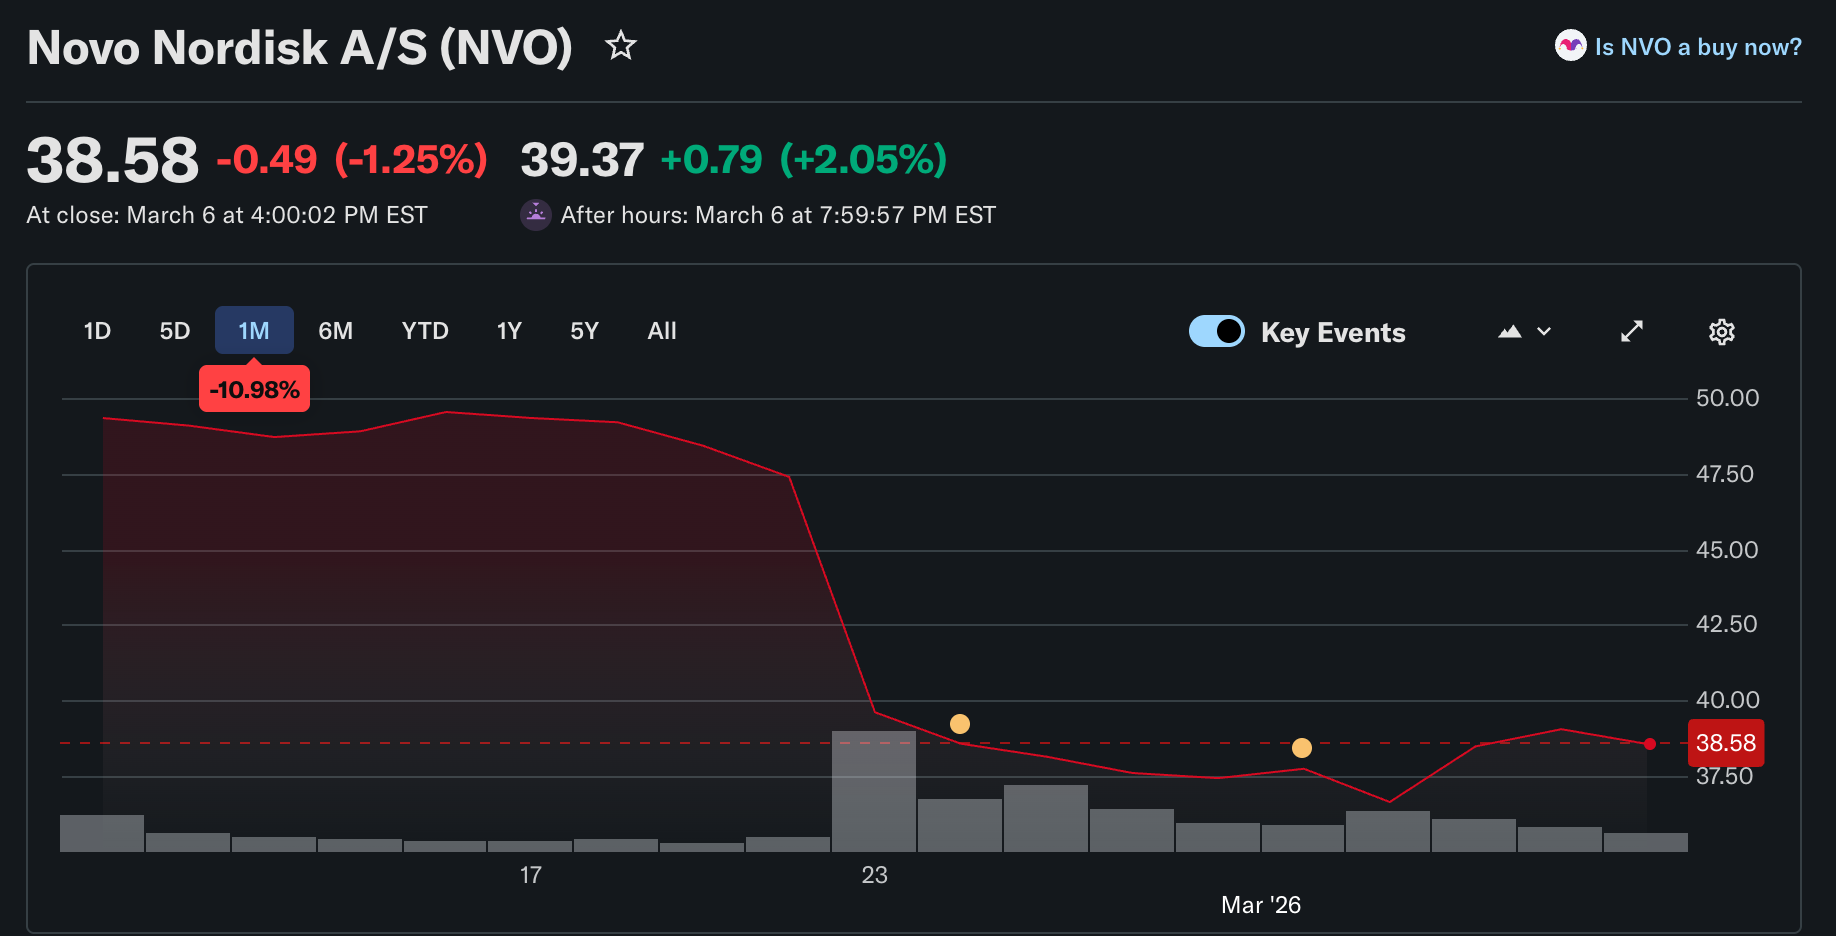 Novo Nordisk A/S (NVO)
Is NVO a buy now?
38.58 -0.49 (-1.25%) 39.37 +0.79 (+2.05%)
At close: March 6 at 4:00:02 PM EST
After hours: March 6 at 7:59:57 PM EST
1D 5D 1M 6M YTD 1Y 5Y All
Key Events
-10.98%
50.00
47.50
45.00
42.50
40.00
38.58
37.50
17
23
Mar '26